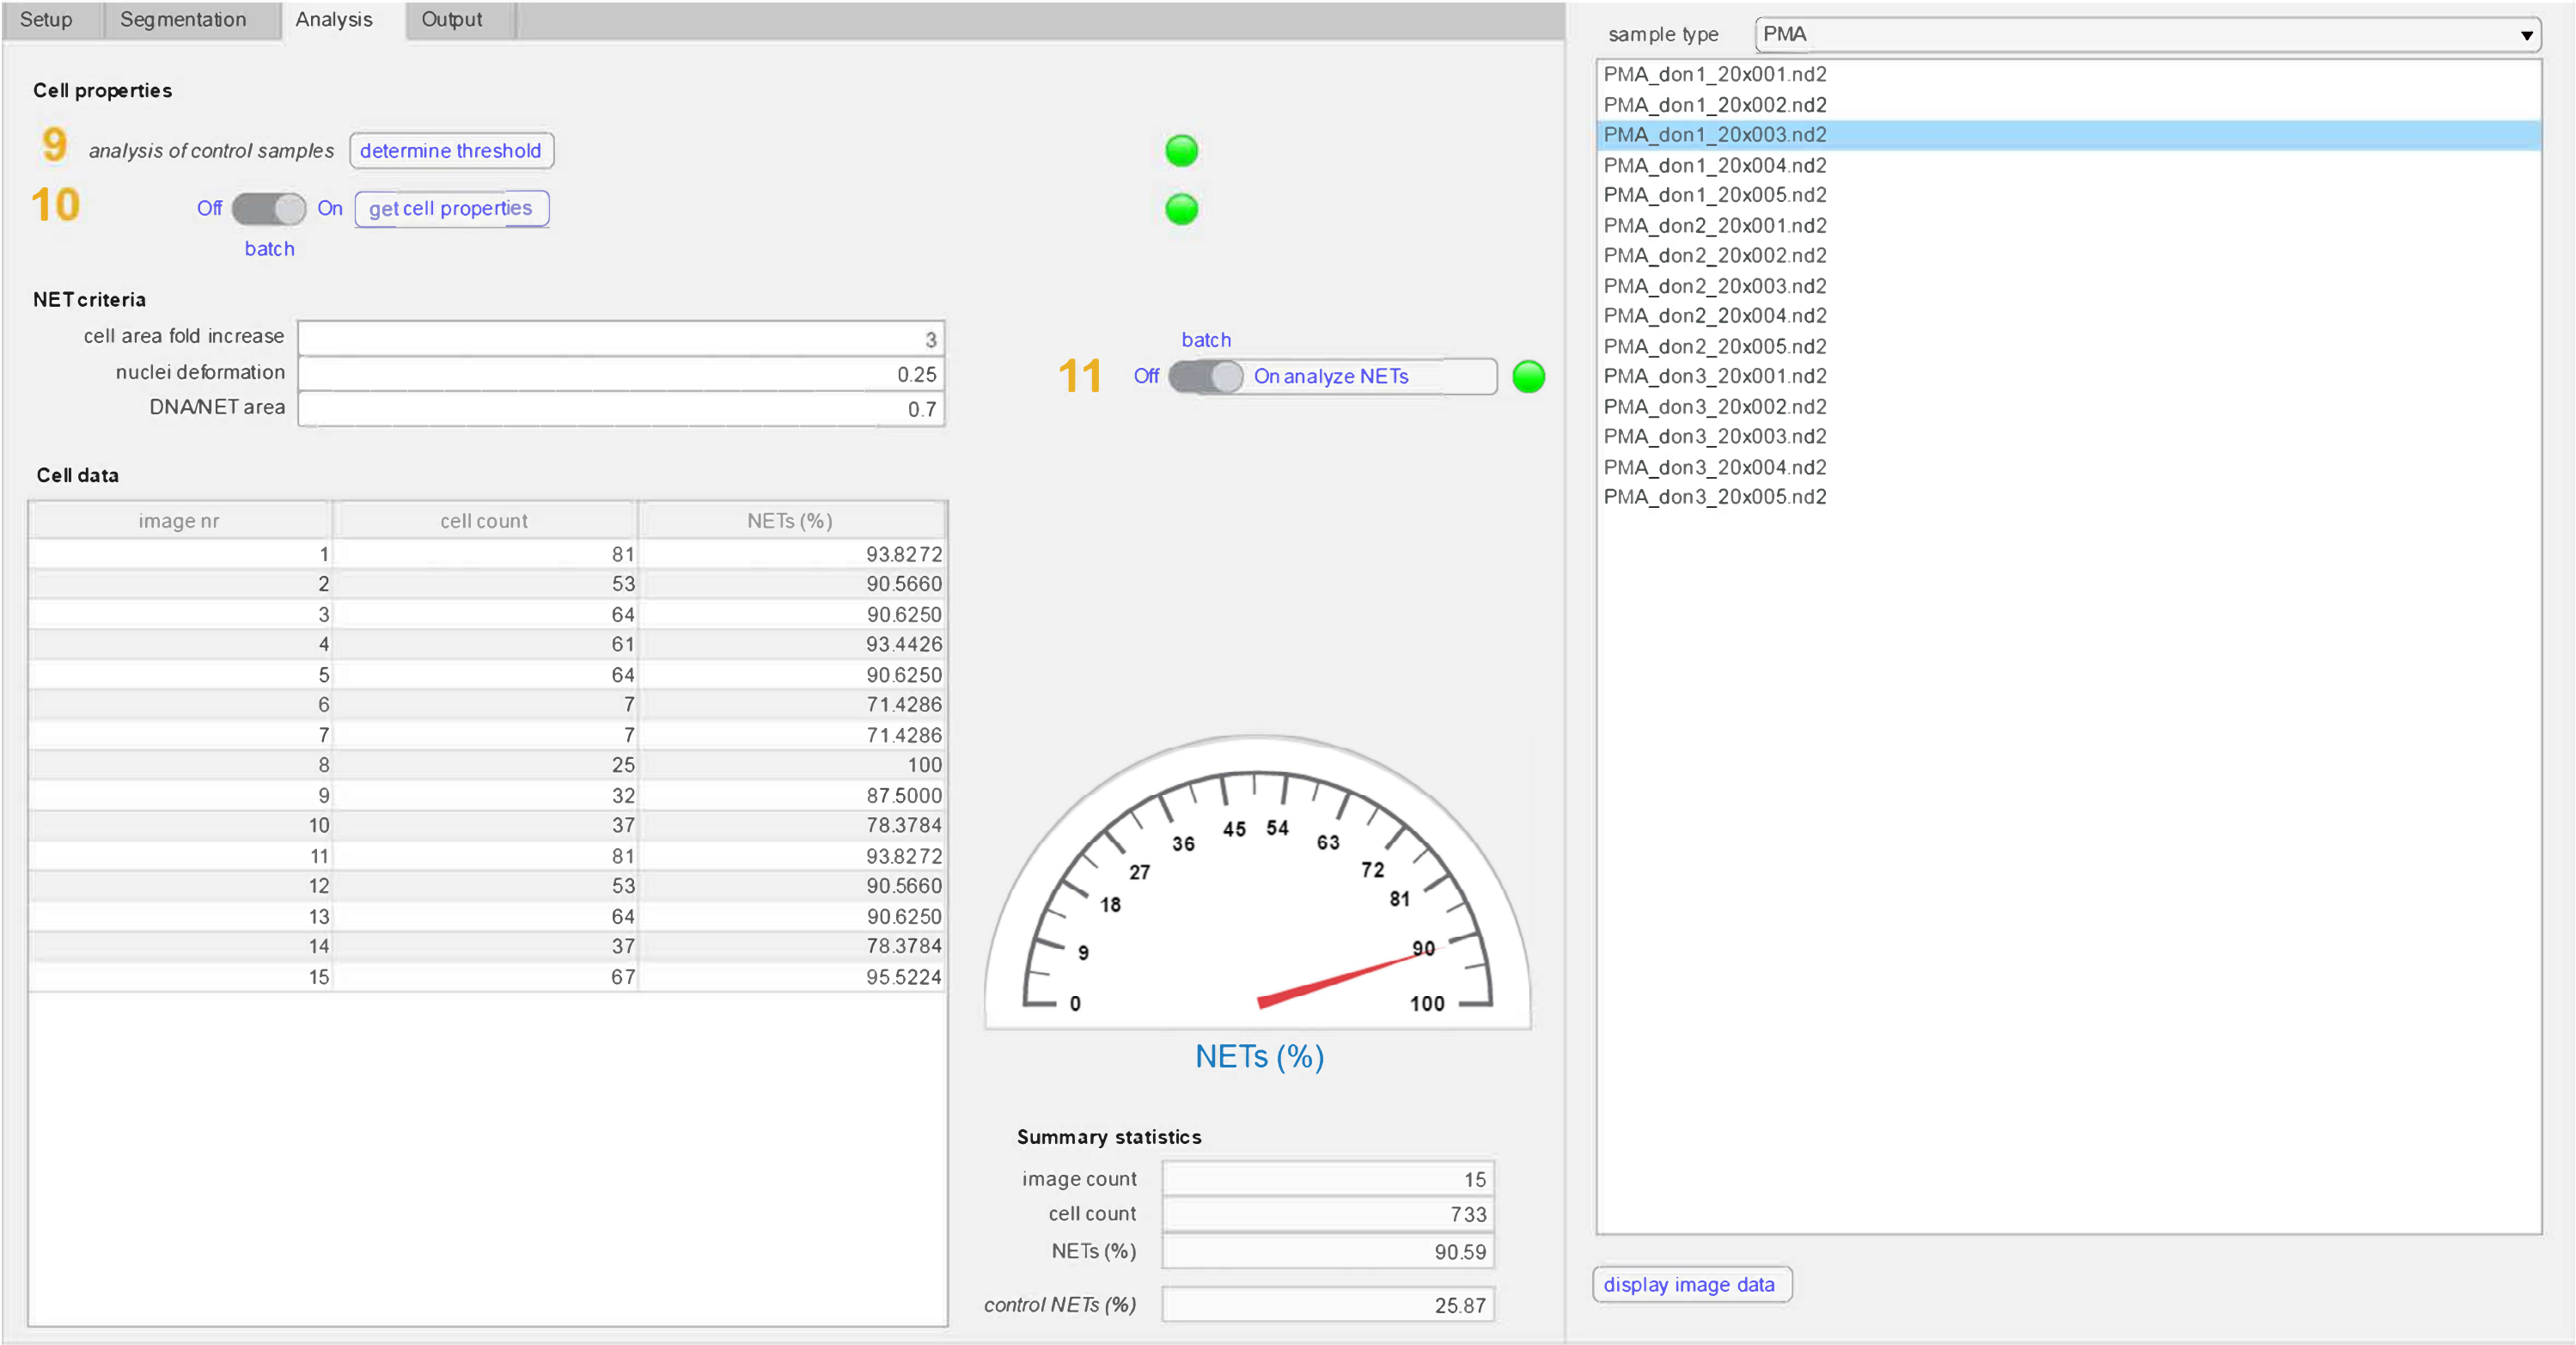 Setup Segmentation Analysis Output
Cell properties
9 analysis of control samples determine threshold
10 Off On get cell properties
batch
NET criteria
cell area fold increase 3
nuclei deformation 0.25
DNA/NET area 0.7
batch
11 Off On analyze NETs
Cell data
image nr cell count NETs (%)
1 81 93.8272
2 53 90.5660
3 64 90.6250
4 61 93.4426
5 64 90.6250
6 7 71.4286
7 7 71.4286
8 25 100
9 32 87.5000
10 37 78.3784
11 81 93.8272
12 53 90.5660
13 64 90.6250
14 37 78.3784
15 67 95.5224
0 9 18 27 36 45 54 63 72 81 90 100
NETs (%)
Summary statistics
image count 15
cell count 733
NETs (%) 90.59
control NETs (%) 25.87
sample type PMA
PMA_don1_20x001.nd2
PMA_don1_20x002.nd2
PMA_don1_20x003.nd2
PMA_don1_20x004.nd2
PMA_don1_20x005.nd2
PMA_don2_20x001.nd2
PMA_don2_20x002.nd2
PMA_don2_20x003.nd2
PMA_don2_20x004.nd2
PMA_don2_20x005.nd2
PMA_don3_20x001.nd2
PMA_don3_20x002.nd2
PMA_don3_20x003.nd2
PMA_don3_20x004.nd2
PMA_don3_20x005.nd2
display image data